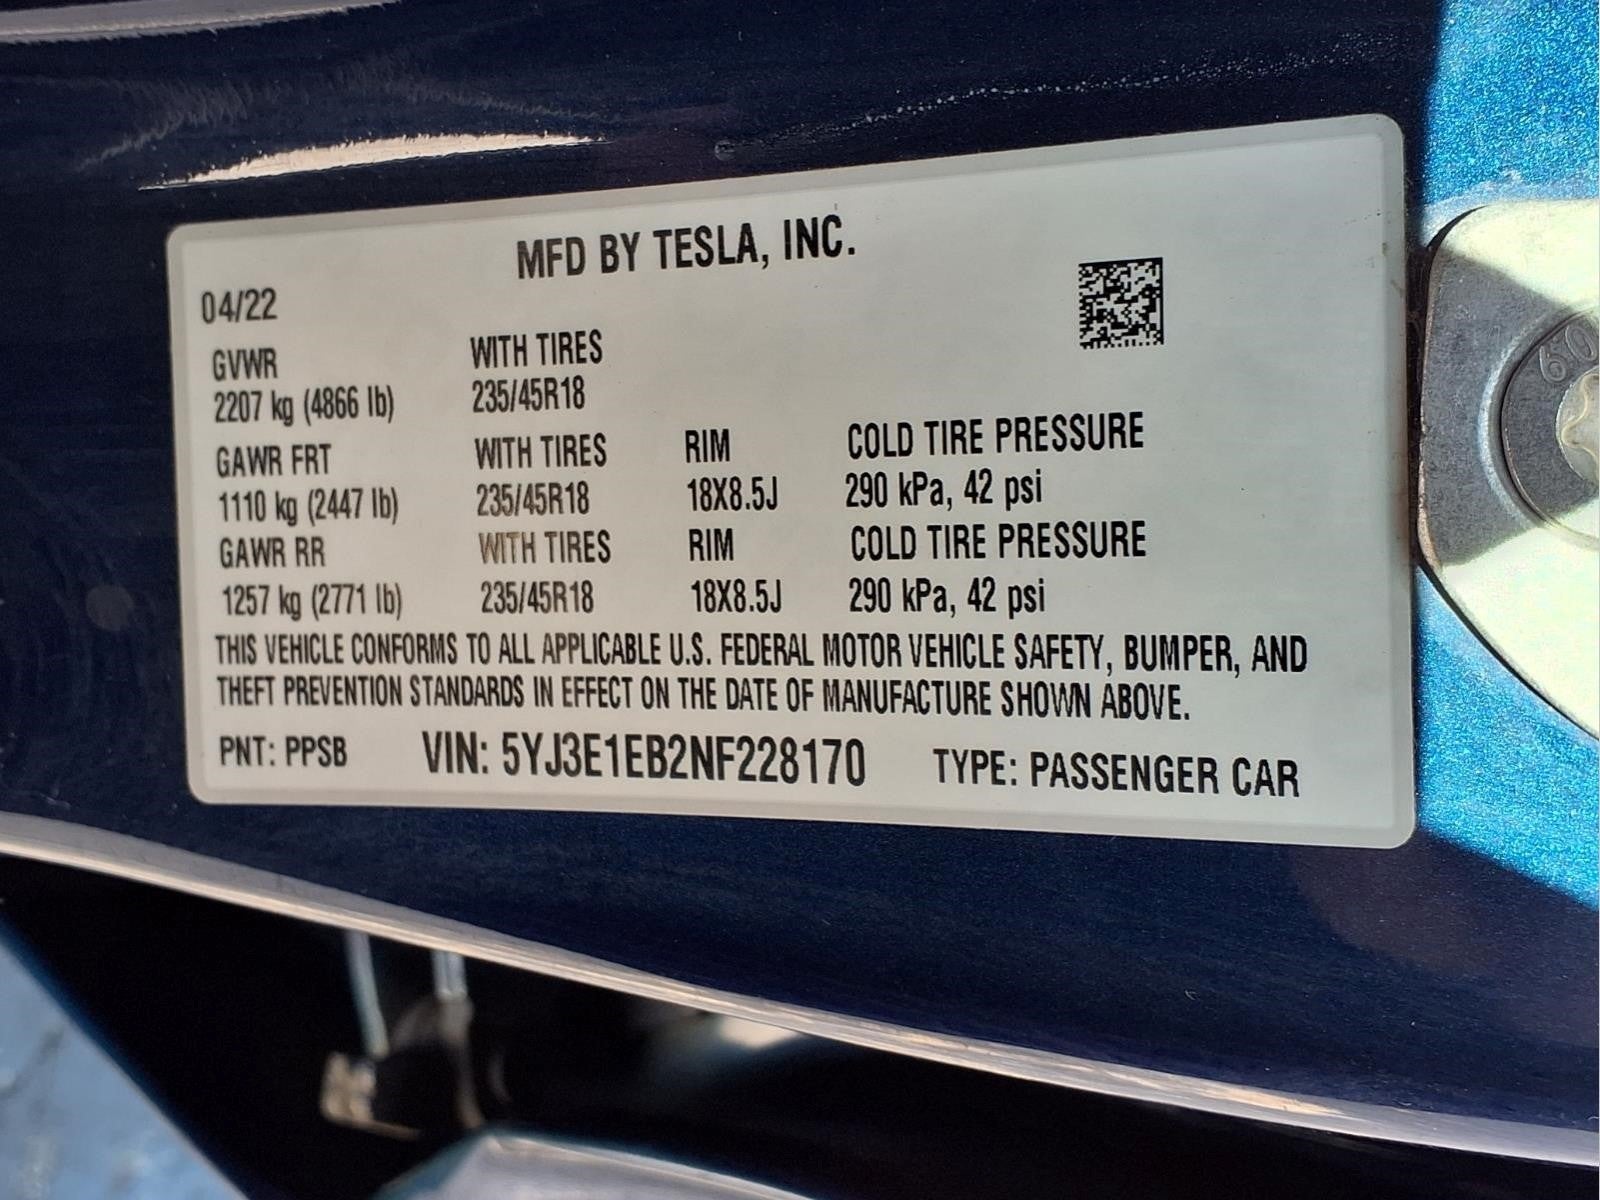 MFD BY TESLA, INC.
04/22
GVWR WITH TIRES
2207 kg (4866 lb) 235/45R18
GAWR FRT WITH TIRES RIM COLD TIRE PRESSURE
1110 kg (2447 lb) 235/45R18 18X8.5J 290 kPa, 42 psi
GAWR RR WITH TIRES RIM COLD TIRE PRESSURE
1257 kg (2771 lb) 235/45R18 18X8.5J 290 kPa, 42 psi
THIS VEHICLE CONFORMS TO ALL APPLICABLE U.S. FEDERAL MOTOR VEHICLE SAFETY, BUMPER, AND
THEFT PREVENTION STANDARDS IN EFFECT ON THE DATE OF MANUFACTURE SHOWN ABOVE.
PNT: PPSB VIN: 5YJ3E1EB2NF228170 TYPE: PASSENGER CAR